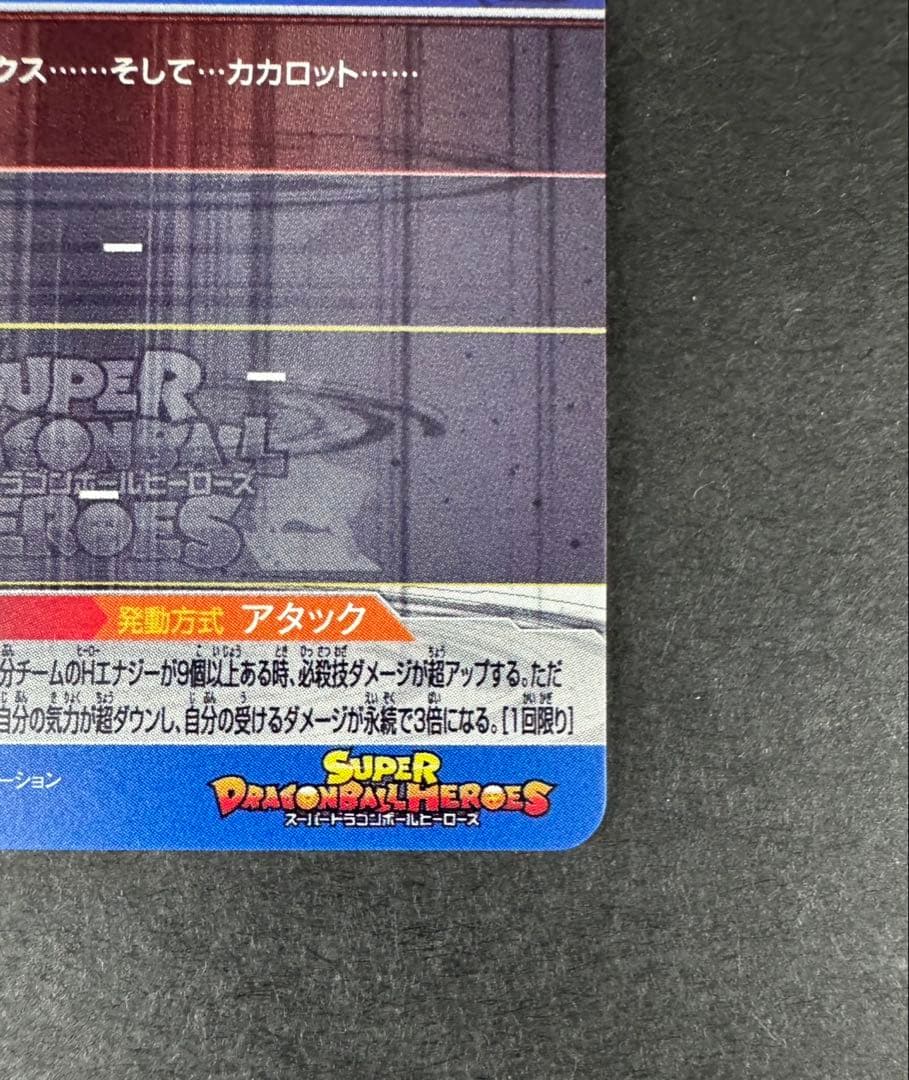 クス……そして…カカロット……
SUPER
DRAGONBALL
ラゴンボールヒーローズ
HEROES
発動方式 アタック
分チームのHエナジーが9個以上ある時、必殺技ダメージが超アップする。ただ
自分の気力が超ダウンし、自分の受けるダメージが永続で3倍になる。[1回限り]
ーション
SUPER
DRAGONBALL HEROES
スーパードラゴンボールヒーローズ